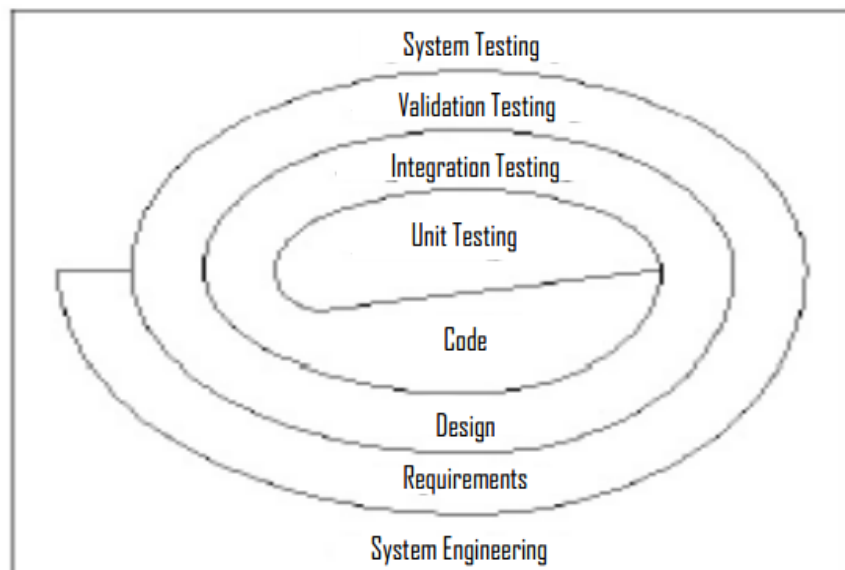 System Testing
Validation Testing
Integration Testing
Unit Testing
Code
Design
Requirements
System Engineering